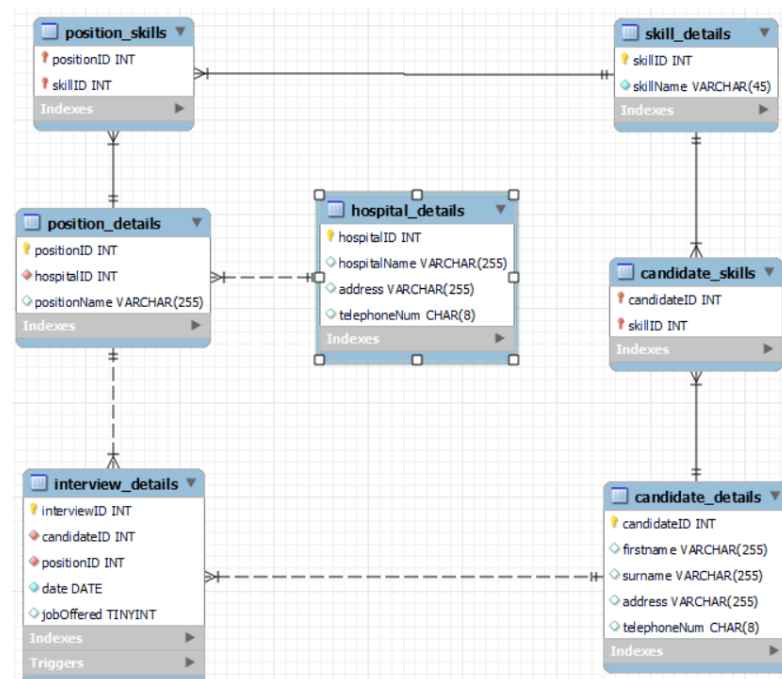 position_skills
positionID INT
skillID INT
Indexes
skill_details
skillID INT
skillName VARCHAR(45)
Indexes
position_details
positionID INT
hospitalID INT
positionName VARCHAR(255)
Indexes
hospital_details
hospitalID INT
hospitalName VARCHAR(255)
address VARCHAR(255)
telephoneNum CHAR(8)
Indexes
candidate_skills
candidateID INT
skillID INT
Indexes
interview_details
interviewID INT
candidateID INT
positionID INT
date DATE
jobOffered TINYINT
Indexes
Triggers
candidate_details
candidateID INT
firstname VARCHAR(255)
surname VARCHAR(255)
address VARCHAR(255)
telephoneNum CHAR(8)
Indexes